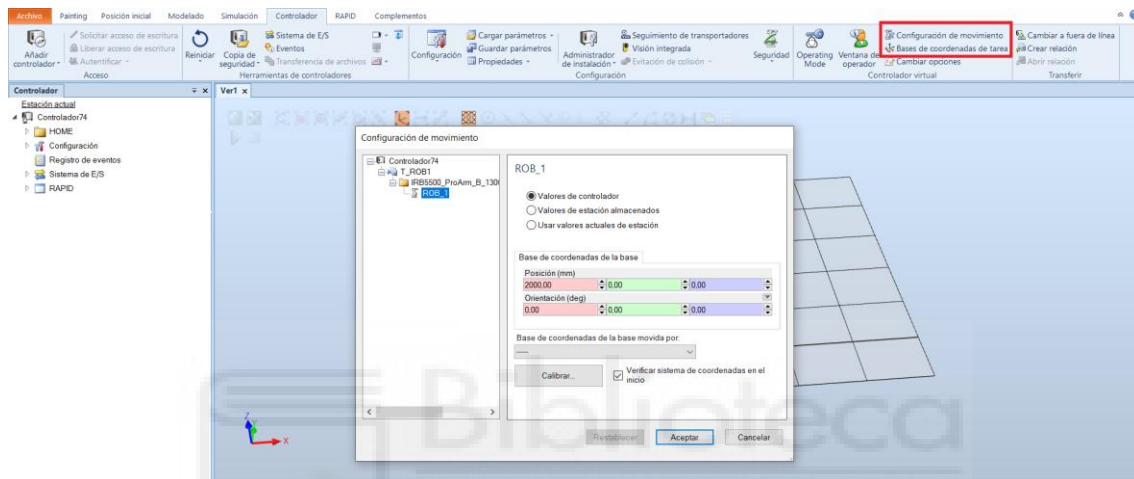 Archivo Painting Posición inicial Modelado Simulación Controlador RAPID Complementos
Añadir controlador
Solicitar acceso de escritura
Liberar acceso de escritura
Autentificar
Acceso
Reiniciar
Copia de seguridad
Sistema de E/S
Eventos
Transferencia de archivos
Herramientas de controladores
Configuración
Cargar parámetros
Guardar parámetros
Propiedades
Administrador de instalación
Seguimiento de transportadores
Visión integrada
Evitación de colisión
Configuración
Seguridad
Operating Mode
Ventana de operador
Configuración de movimiento
Bases de coordenadas de tarea
Cambiar opciones
Controlador virtual
Cambiar a fuera de línea
Crear relación
Abrir relación
Transferir
Controlador
Estación actual
Controlador74
HOME
Configuración
Registro de eventos
Sistema de E/S
RAPID
Ver1 x
Configuración de movimiento
Controlador74
T_ROB1
IRB5500_ProArm_B_130
ROB_1
ROB_1
Valores de controlador
Valores de estación almacenados
Usar valores actuales de estación
Base de coordenadas de la base
Posición (mm)
2000,00 0,00 0,00
Orientación (deg)
0,00 0,00 0,00
Base de coordenadas de la base movida por:
Calibrar...
Verificar sistema de coordenadas en el
inicio
Restablecer Aceptar Cancelar
Z
X
Biblioteca